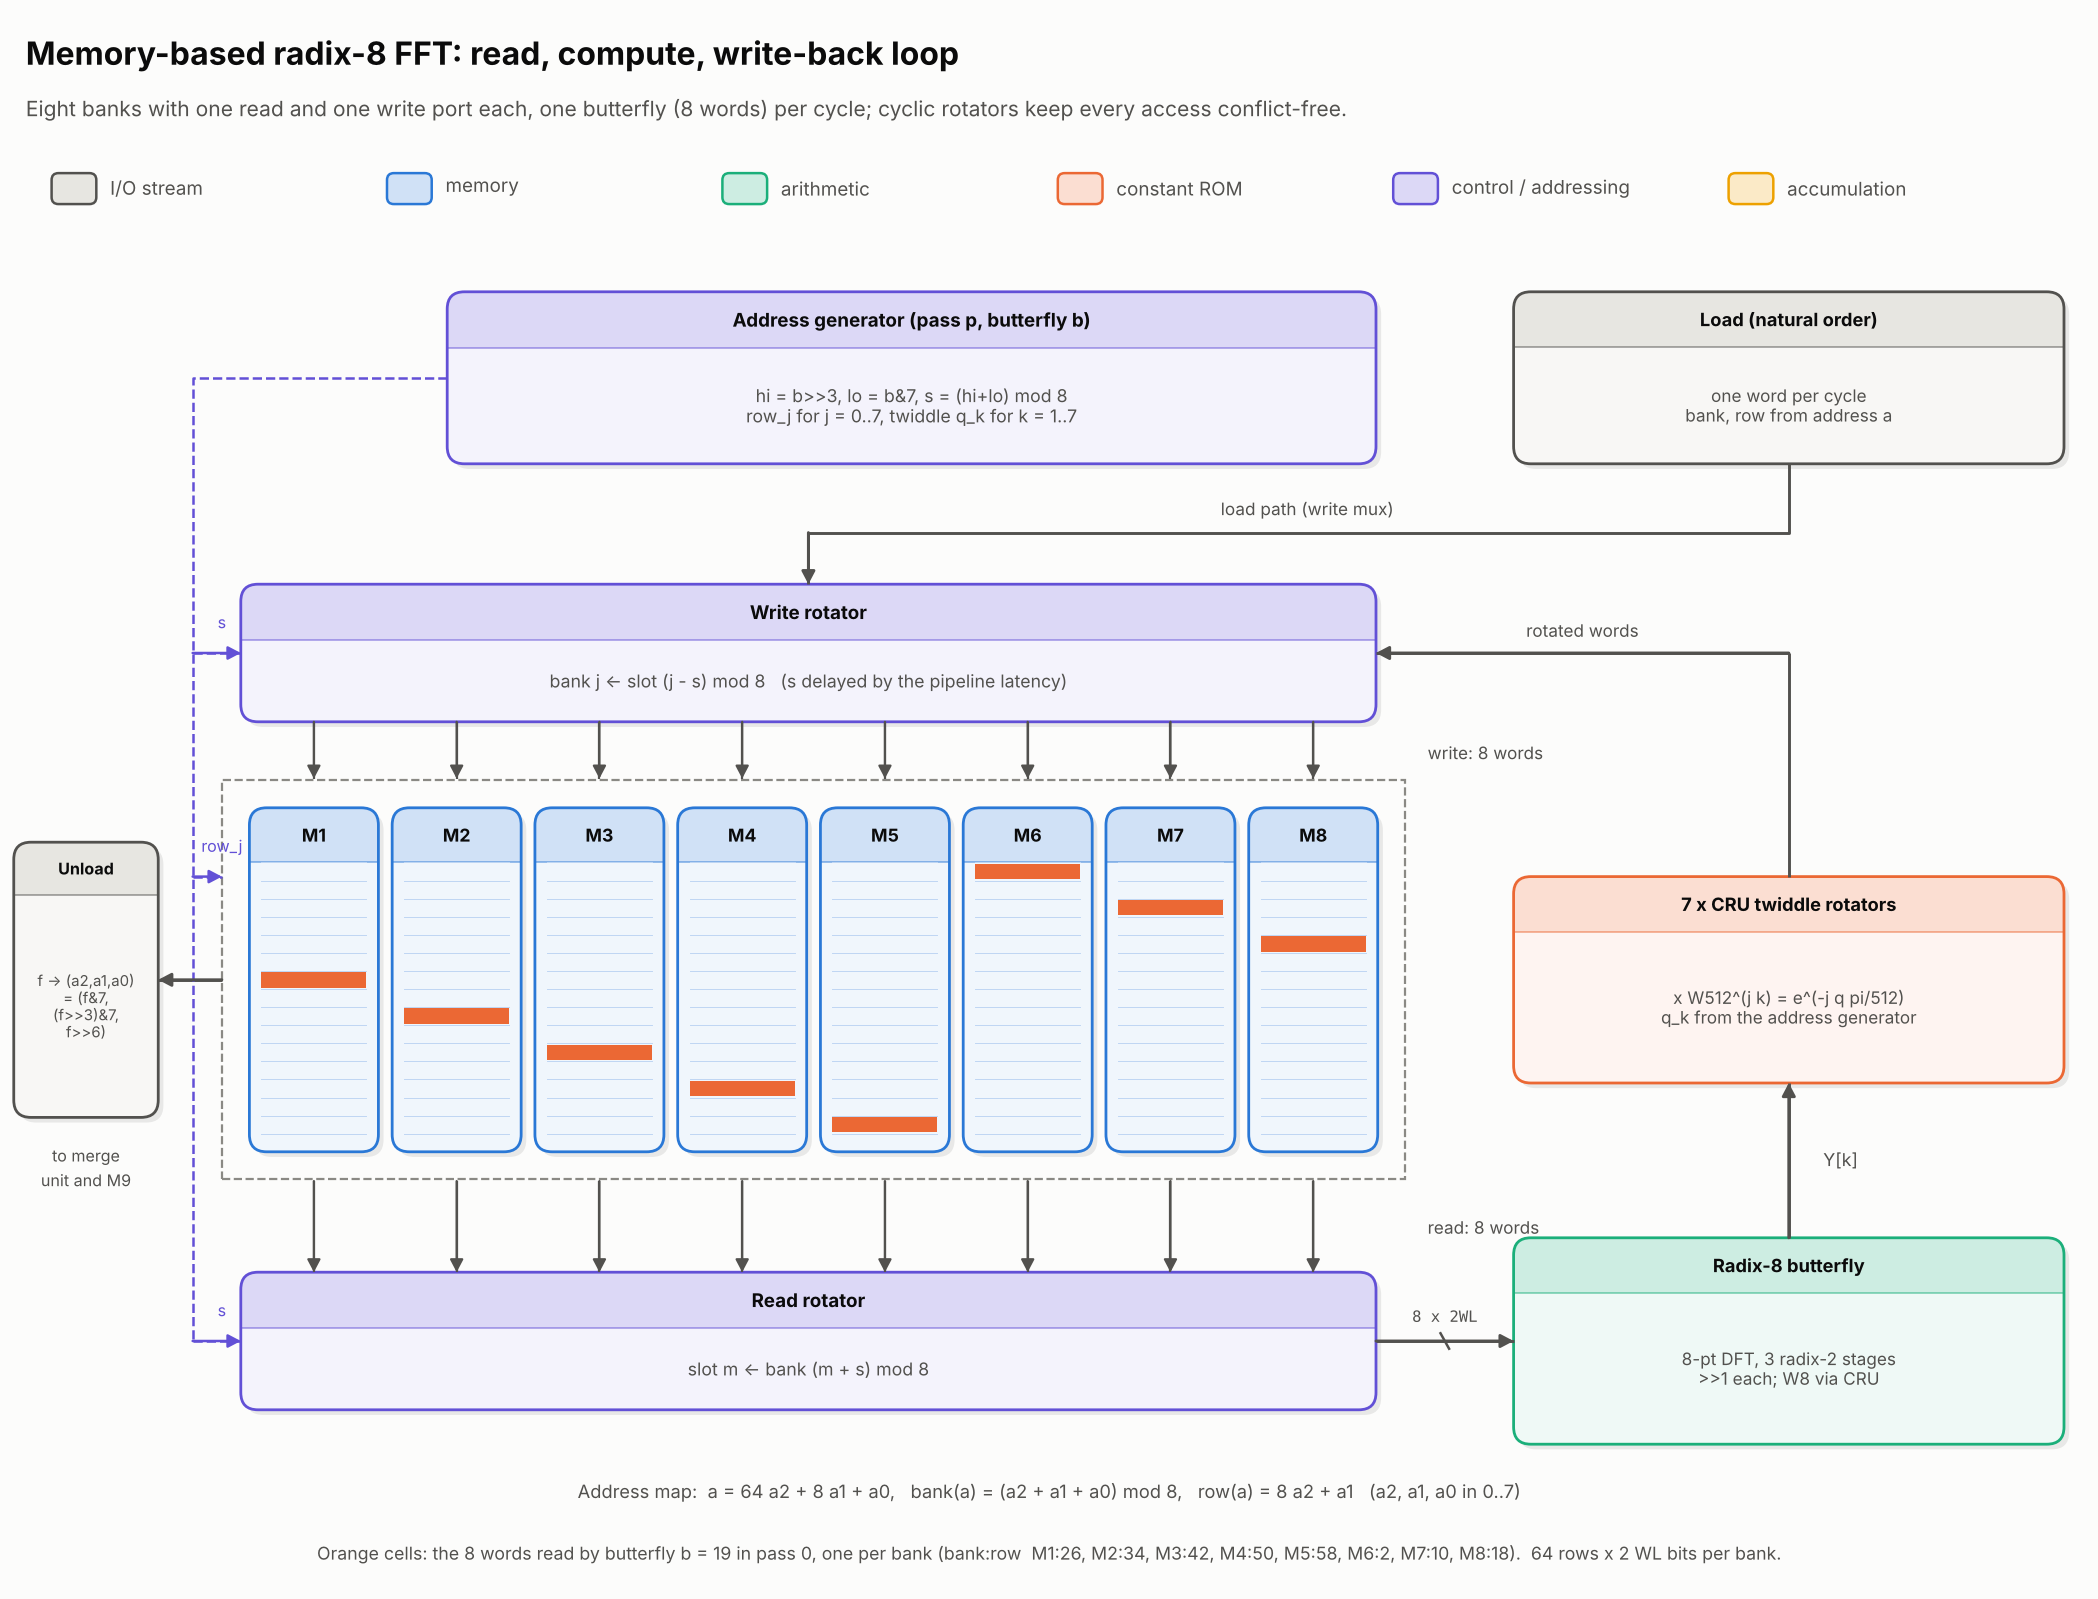 Memory-based radix-8 FFT: read, compute, write-back loop
Eight banks with one read and one write port each, one butterfly (8 words) per cycle; cyclic rotators keep every access conflict-free.
I/O stream
memory
arithmetic
constant ROM
control / addressing
accumulation
Address generator (pass p, butterfly b)
hi = b>>3, lo = b&7, s = (hi+lo) mod 8
row_j for j = 0..7, twiddle q_k for k = 1..7
Load (natural order)
one word per cycle
bank, row from address a
load path (write mux)
s
Write rotator
bank j ← slot (j - s) mod 8   (s delayed by the pipeline latency)
rotated words
write: 8 words
row_j
M1
M2
M3
M4
M5
M6
M7
M8
Unload
f → (a2,a1,a0)
= (f&7,
(f>>3)&7,
f>>6)
to merge
unit and M9
7 x CRU twiddle rotators
x W512^(j k) = e^(-j q pi/512)
q_k from the address generator
Y[k]
read: 8 words
s
Read rotator
slot m ← bank (m + s) mod 8
8 x 2WL
Radix-8 butterfly
8-pt DFT, 3 radix-2 stages
>>1 each; W8 via CRU
Address map:  a = 64 a2 + 8 a1 + a0,   bank(a) = (a2 + a1 + a0) mod 8,   row(a) = 8 a2 + a1   (a2, a1, a0 in 0..7)
Orange cells: the 8 words read by butterfly b = 19 in pass 0, one per bank (bank:row  M1:26, M2:34, M3:42, M4:50, M5:58, M6:2, M7:10, M8:18).  64 rows x 2 WL bits per bank.